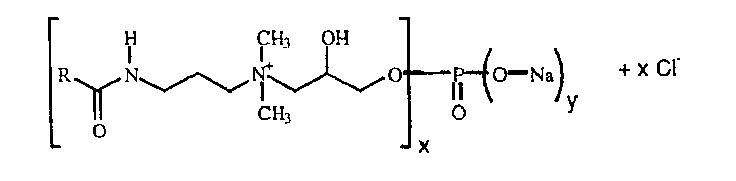 H CH3 OH
R N N+ O P (O Na)y + x Cl-
O CH3 O
x